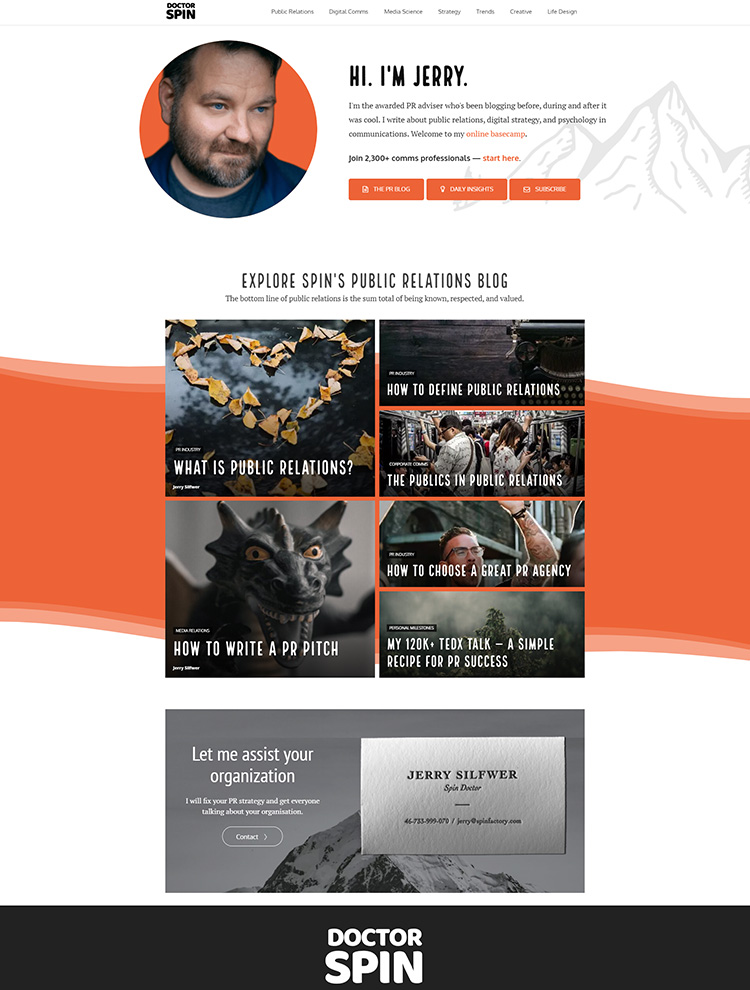 DOCTOR
SPIN
Public Relations Digital Comms Media Science Strategy Trends Creative Life Design
HI. I'M JERRY.
I'm the awarded PR adviser who's been blogging before, during and after it
was cool. I write about public relations, digital strategy, and psychology in
communications. Welcome to my online basecamp.
Join 2,300+ comms professionals — start here.
THE PR BLOG DAILY INSIGHTS SUBSCRIBE
EXPLORE SPIN'S PUBLIC RELATIONS BLOG
The bottom line of public relations is the sum total of being known, respected, and valued.
PR INDUSTRY
WHAT IS PUBLIC RELATIONS?
Jerry Silfwer
PR INDUSTRY
HOW TO DEFINE PUBLIC RELATIONS
CORPORATE COMMS
THE PUBLICS IN PUBLIC RELATIONS
MEDIA RELATIONS
HOW TO WRITE A PR PITCH
Jerry Silfwer
PR INDUSTRY
HOW TO CHOOSE A GREAT PR AGENCY
PERSONAL MILESTONES
MY 120K+ TEDX TALK – A SIMPLE
RECIPE FOR PR SUCCESS
Let me assist your
organization
I will fix your PR strategy and get everyone
talking about your organisation.
Contact
JERRY SILFWER
Spin Doctor
46-733-999-070 / jerry@spinfactory.com
DOCTOR
SPIN